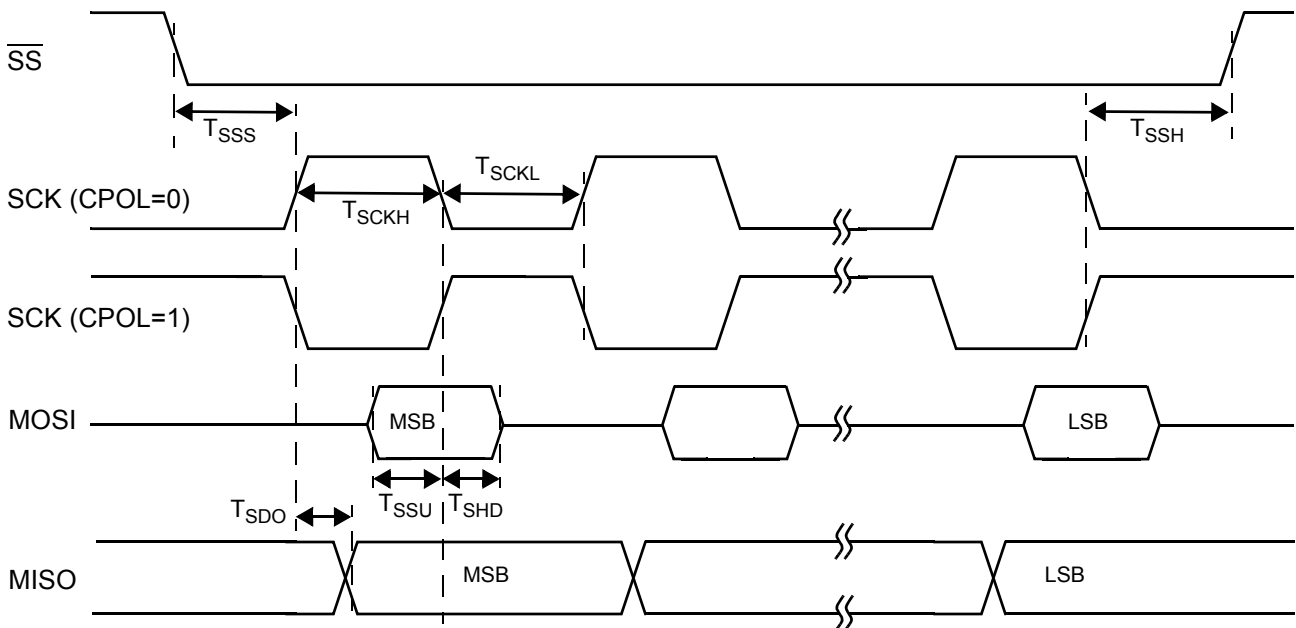 SS
TSSS
TSSH
SCK (CPOL=0)
TSCKH
TSCKL
SCK (CPOL=1)
MOSI
MSB
LSB
TSSU
TSHD
TSDO
MISO
MSB
LSB